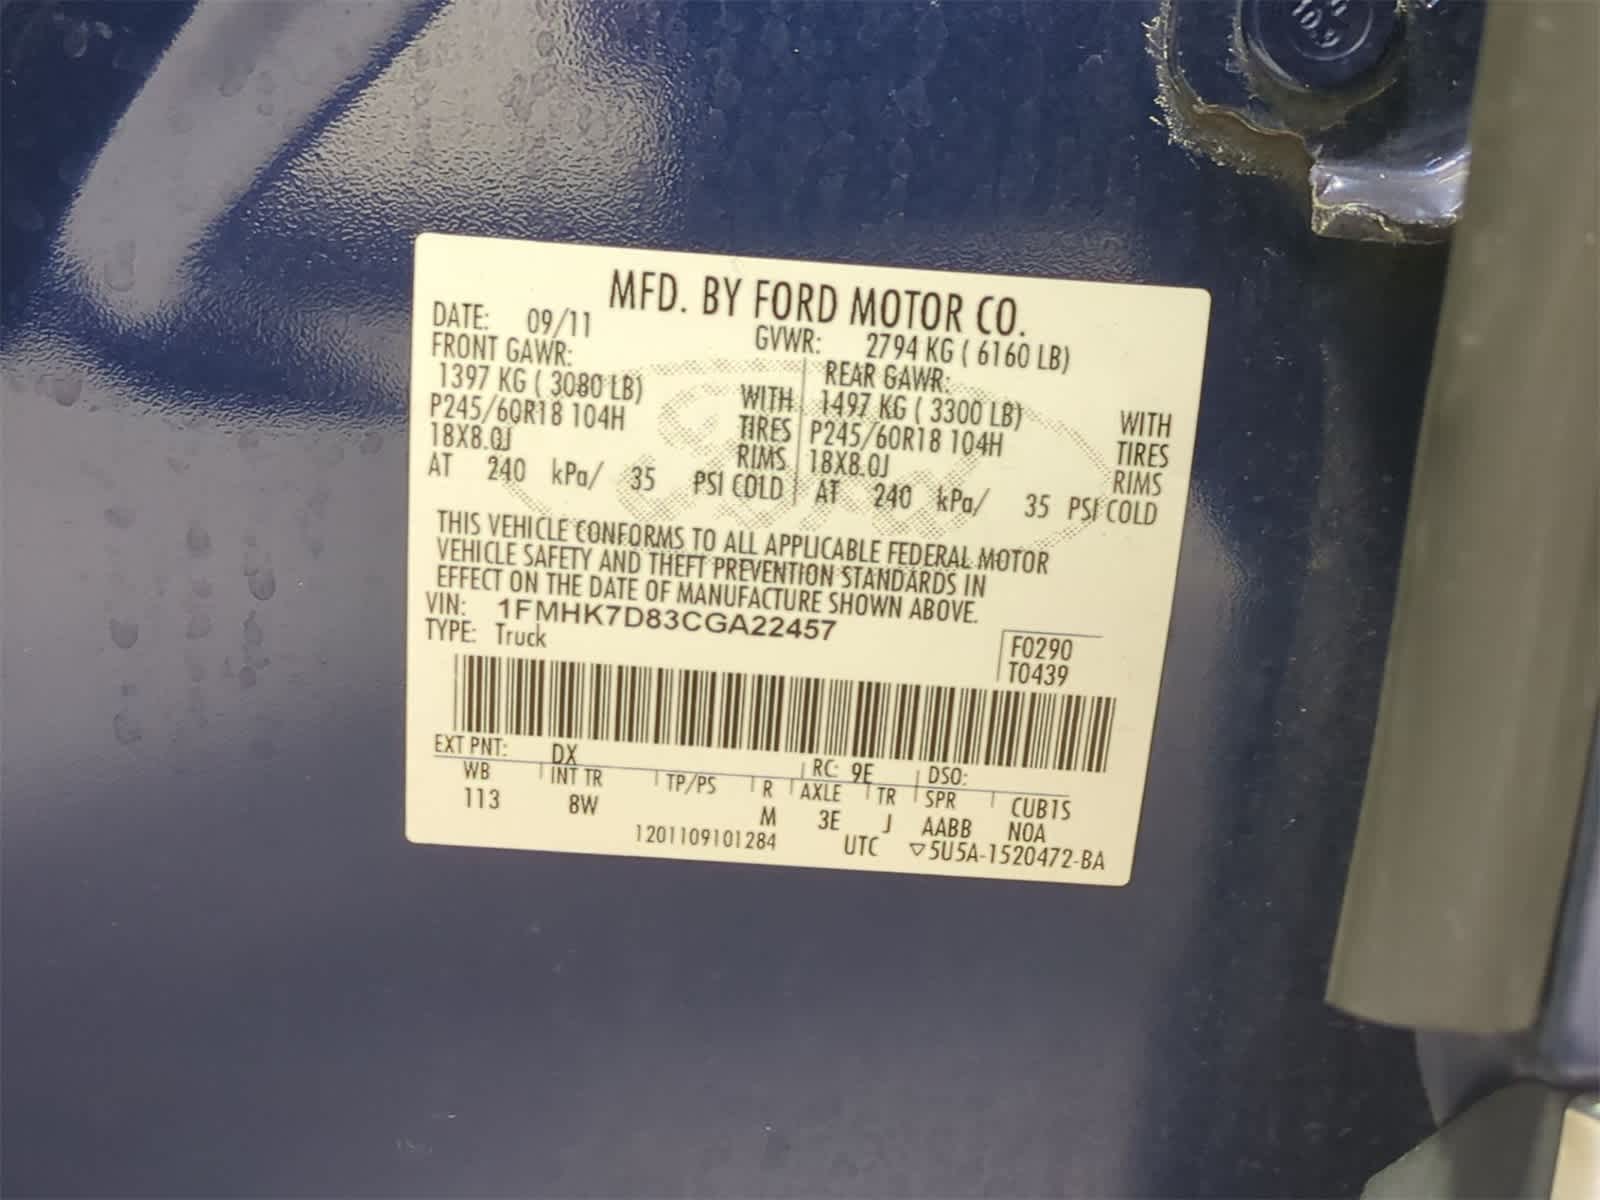 MFD. BY FORD MOTOR CO.
DATE: 09/11 GVWR: 2794 KG ( 6160 LB)
FRONT GAWR: REAR GAWR:
1397 KG ( 3080 LB) WITH 1497 KG ( 3300 LB) WITH
P245/60R18 104H TIRES P245/60R18 104H TIRES
18X8.0J RIMS 18X8.0J RIMS
AT 240 kPa/ 35 PSI COLD AT 240 kPa/ 35 PSI COLD
THIS VEHICLE CONFORMS TO ALL APPLICABLE FEDERAL MOTOR
VEHICLE SAFETY AND THEFT PREVENTION STANDARDS IN
EFFECT ON THE DATE OF MANUFACTURE SHOWN ABOVE.
VIN: 1FMHK7D83CGA22457
TYPE: Truck
F0290
T0439
EXT PNT: DX RC: 9E DSO:
WB INT TR TP/PS R AXLE TR SPR CUB1S
113 8W M 3E J AABB NOA
1201109101284 UTC ▽5U5A-1520472-BA